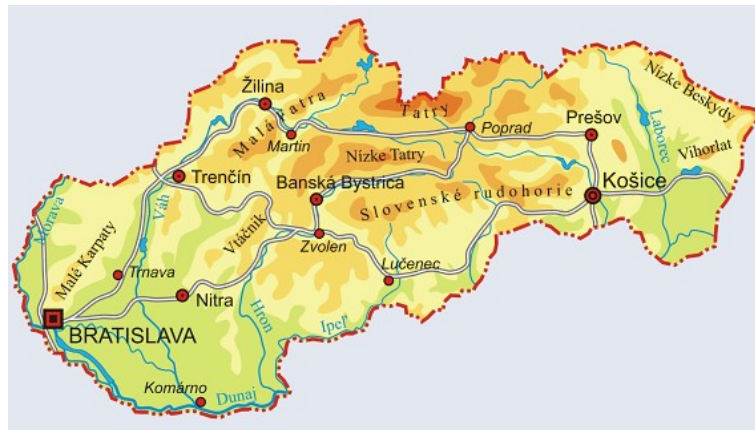 Žilina
Malá Fatra
Martin
Tatry
Poprad
Prešov
Nízke Beskydy
Laborec
Vihorlat
Trenčín
Nízke Tatry
Banská Bystrica
Slovenské rudohorie
Košice
Morava
Váh
Vtáčnik
Zvolen
Malé Karpaty
Trnava
Lučenec
Nitra
Hron
Ipeľ
BRATISLAVA
Komárno
Dunaj